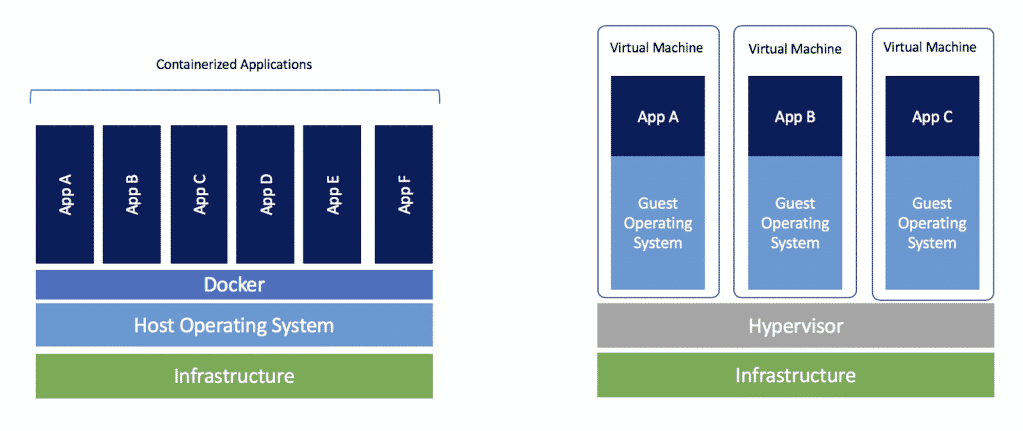 Containerized Applications
App A
App B
App C
App D
App E
App F
Docker
Host Operating System
Infrastructure
Virtual Machine
App A
Guest
Operating
System
Virtual Machine
App B
Guest
Operating
System
Virtual Machine
App C
Guest
Operating
System
Hypervisor
Infrastructure